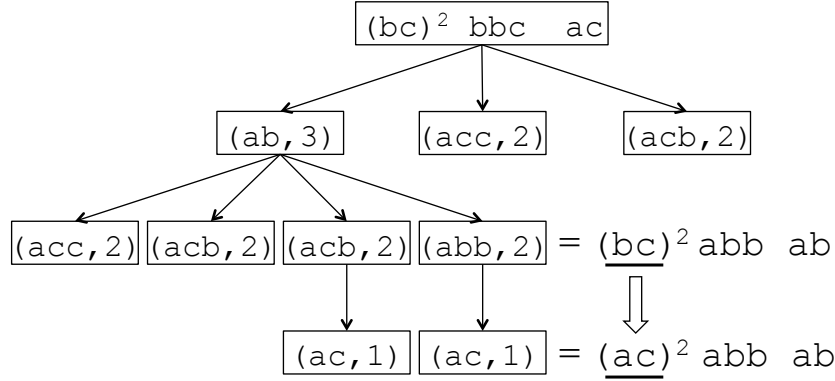 (bc)² bbc ac
(ab,3) (acc,2) (acb,2)
(acc,2) (acb,2) (acb,2) (abb,2) = (bc)² abb ab
(ac,1) (ac,1) = (ac)² abb ab